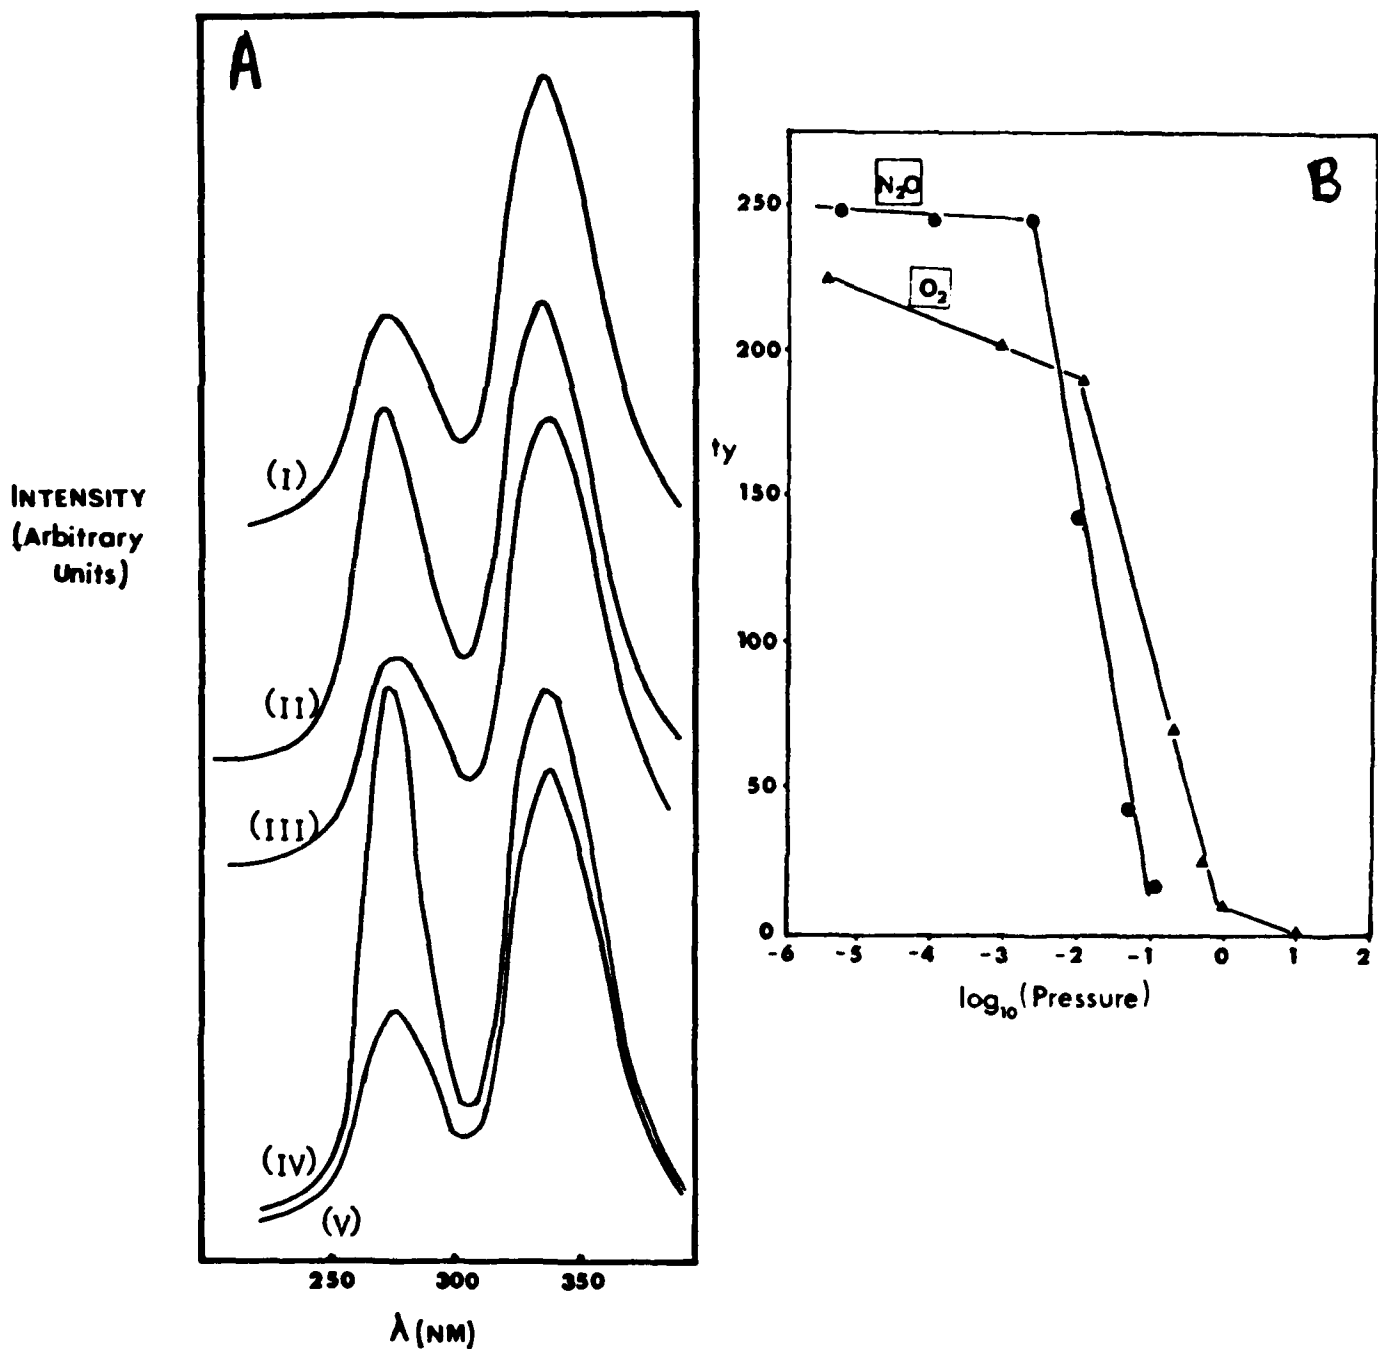 A
(I)
INTENSITY
(Arbitrary
Units)
(II)
(III)
(IV)
(V)
250 300 350
λ (NM)
B
N₂O
O₂
250
200
ty
150
100
50
0
-6 -5 -4 -3 -2 -1 0 1 2
log₁₀ (Pressure)